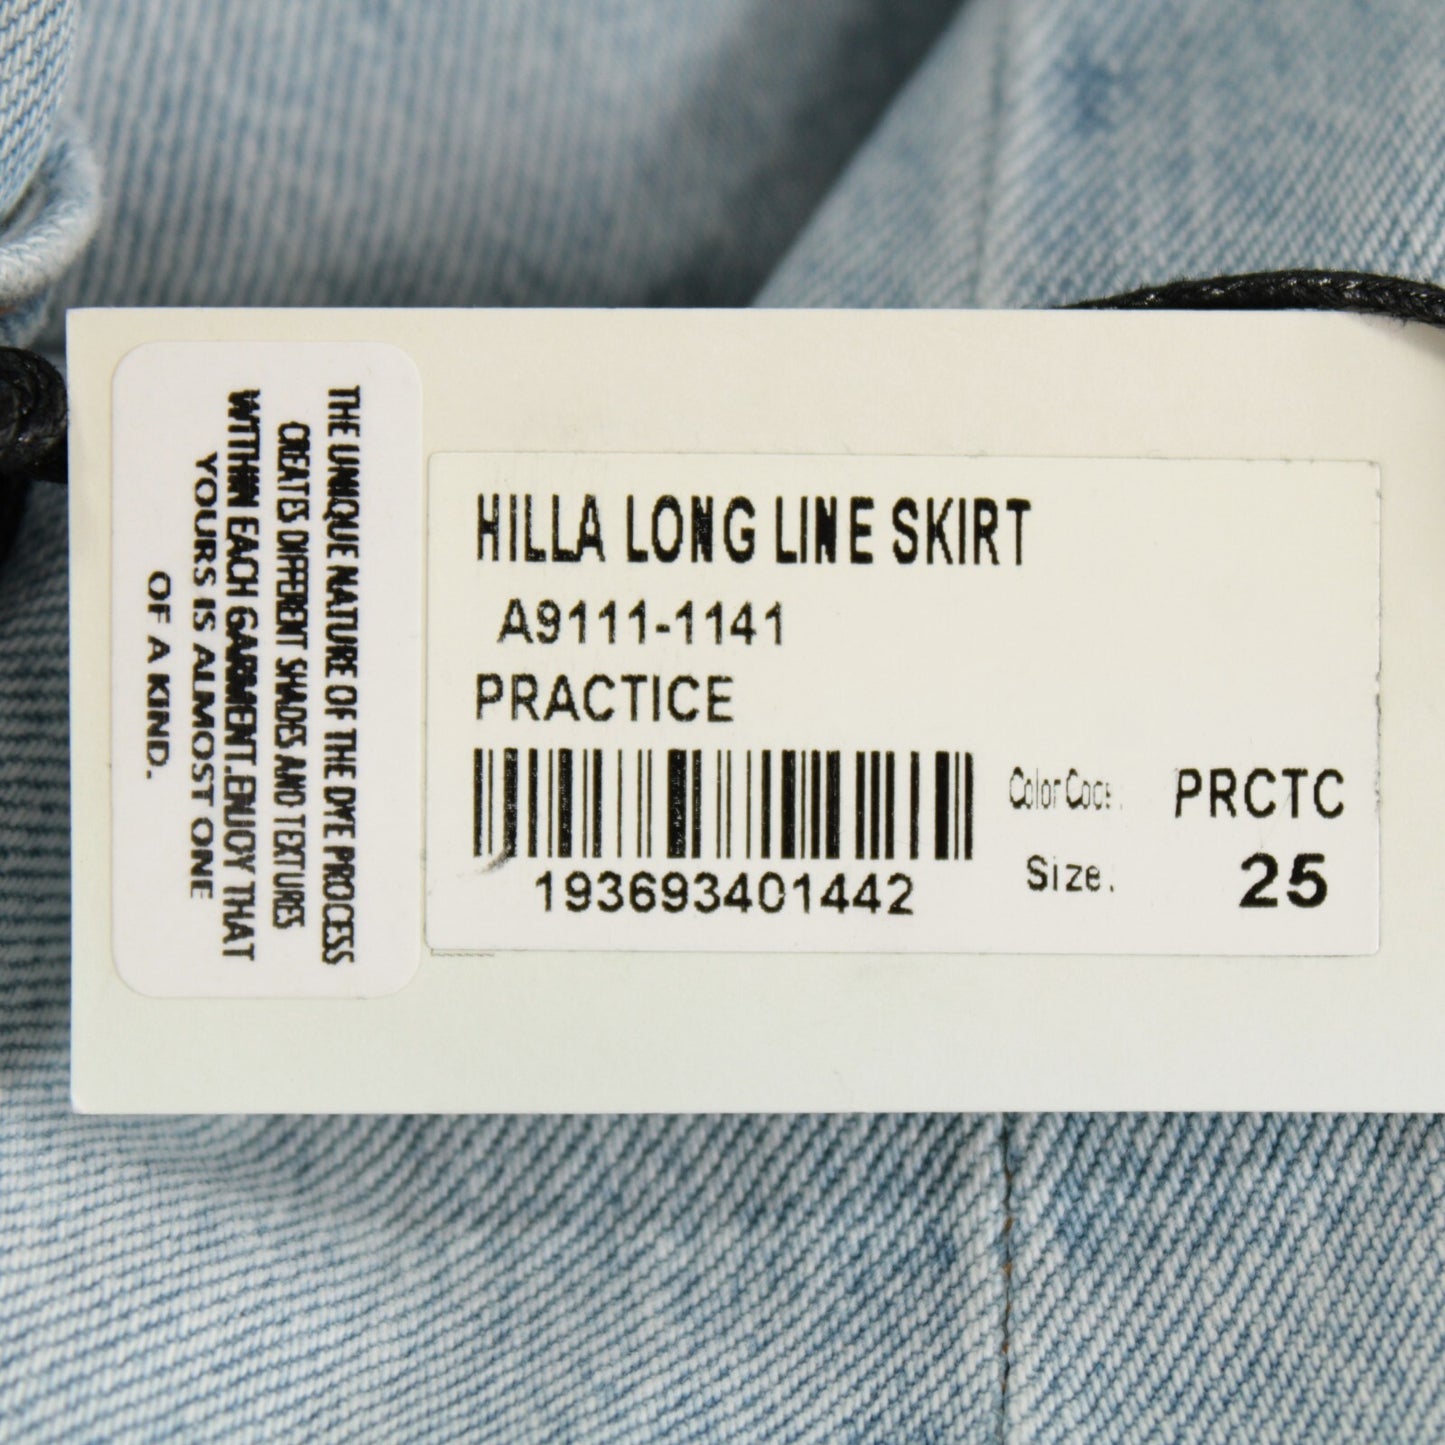 THE UNIQUE NATURE OF THE DYE PROCESS
CREATES DIFFERENT SHADES AND TEXTURES
WITHIN EACH GARMENT.ENJOY THAT
YOURS IS ALMOST ONE
OF A KIND.
HILLA LONG LINE SKIRT
A9111-1141
PRACTICE
193693401442
Color PRCTC
Size. 25